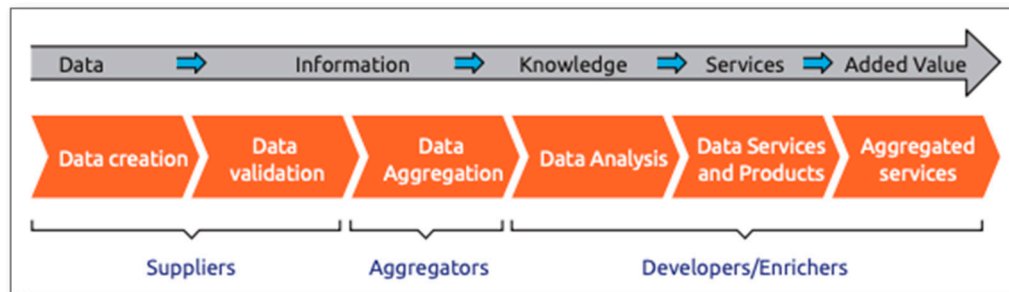 Data Information Knowledge Services Added Value
Data creation
Data
validation
Data
Aggregation
Data Analysis
Data Services
and Products
Aggregated
services
Suppliers Aggregators Developers/Enrichers